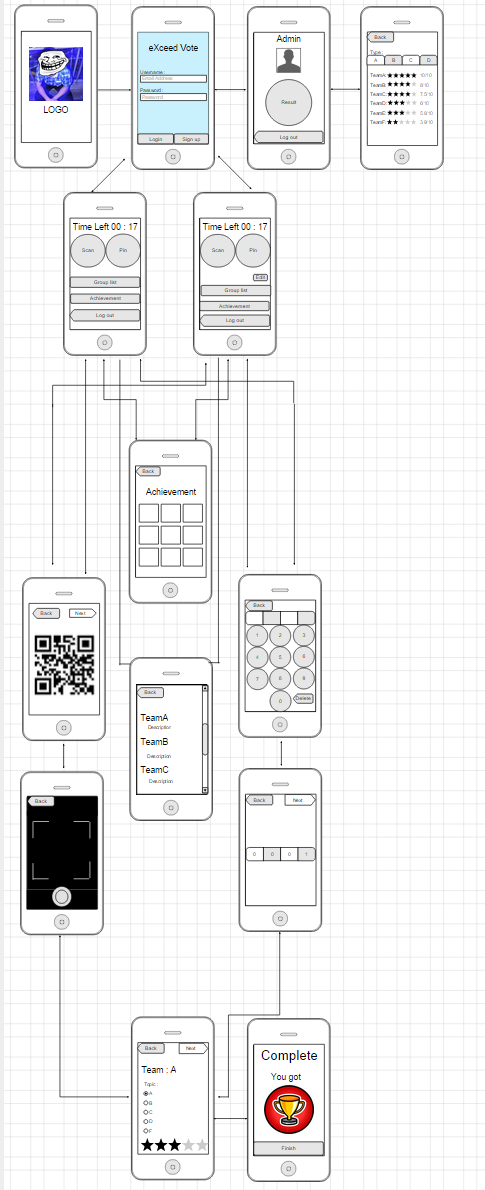 LOGO
eXceed Vote
Username :
Email Address
Password :
Password
Login
Sign up
Admin
Result
Log out
Back
Type :
A B C D
TeamA: 10/10
TeamB: 8/10
TeamC: 7.5/10
TeamD: 6/10
TeamE: 5.8/10
TeamF: 3.8/10
Time Left 00 : 17
Scan
Pin
Group list
Achievement
Log out
Time Left 00 : 17
Scan
Pin
Edit
Group list
Achievement
Log out
Back
Achievement
Back
Next
Back
1 2 3
4 5 6
7 8 9
0
Delete
Back
TeamA
Description
TeamB
Description
TeamC
Description
Back
Back
Next
0 0 0 1
Back
Next
Team : A
Topic :
A
B
C
D
F
Complete
You got
Finish